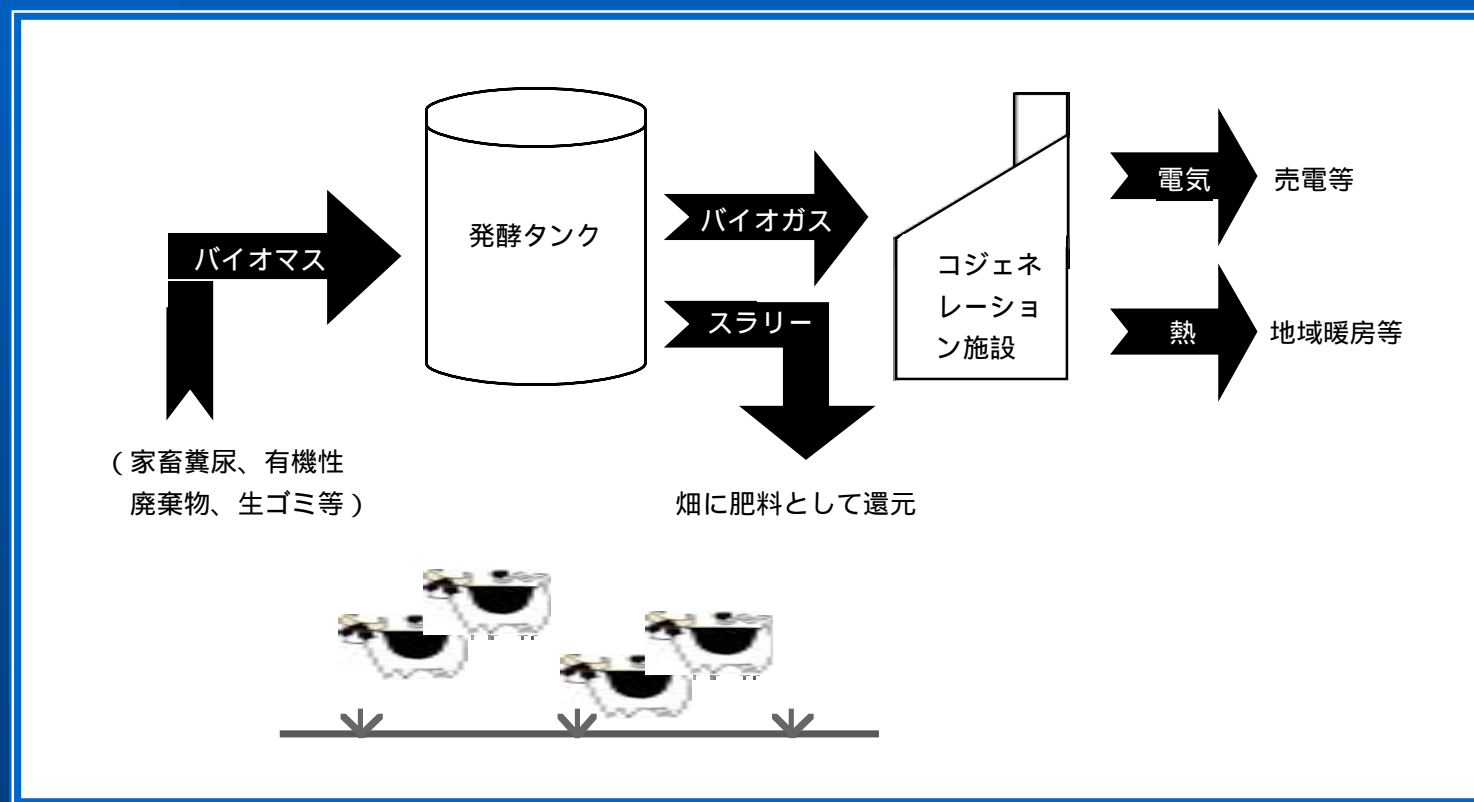 バイオマス
(家畜糞尿、有機性
廃棄物、生ゴミ等)
発酵タンク
バイオガス
スラリー
畑に肥料として還元
コジェネ
レーショ
ン施設
電気
売電等
熱
地域暖房等